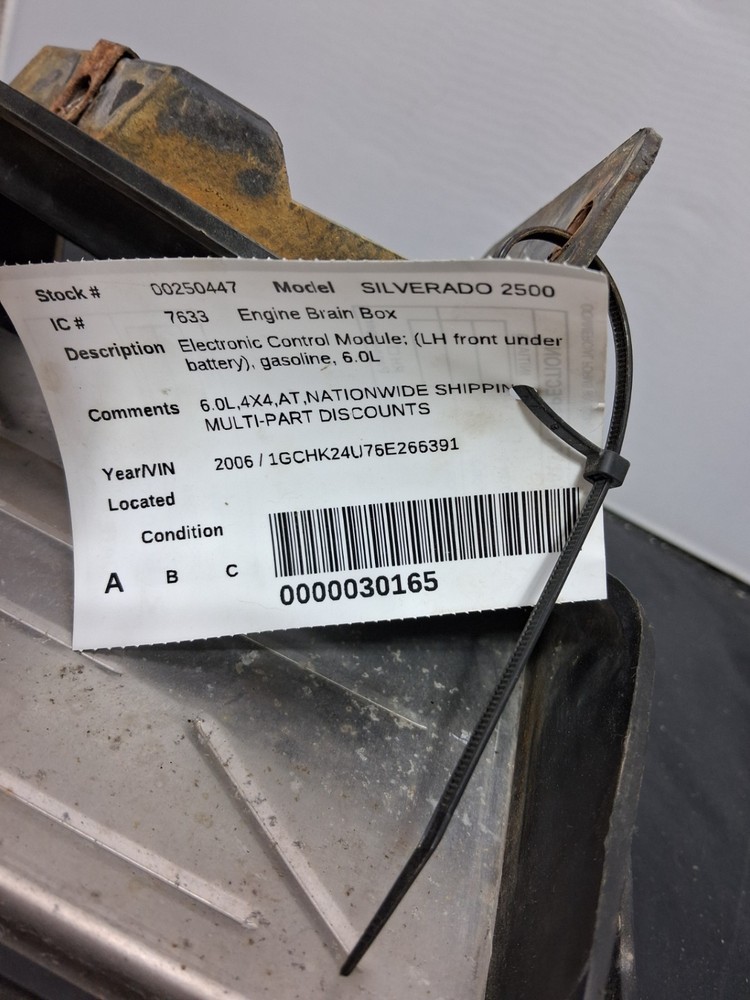 Stock # 00250447 Model SILVERADO 2500
IC # 7633 Engine Brain Box
Description Electronic Control Module; (LH front under
battery), gasoline, 6.0L
Comments 6.0L,4X4,AT,NATIONWIDE SHIPPIN
MULTI-PART DISCOUNTS
Year/VIN 2006 / 1GCHK24U76E266391
Located
Condition
A B C
0000030165